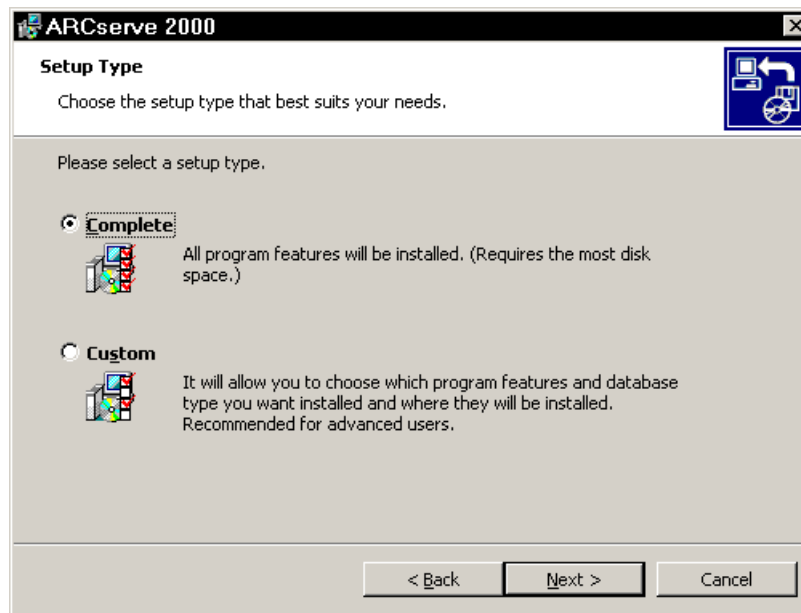 ARCserve 2000
Setup Type
Choose the setup type that best suits your needs.
Please select a setup type.
Complete
All program features will be installed. (Requires the most disk
space.)
Custom
It will allow you to choose which program features and database
type you want installed and where they will be installed.
Recommended for advanced users.
< Back Next > Cancel